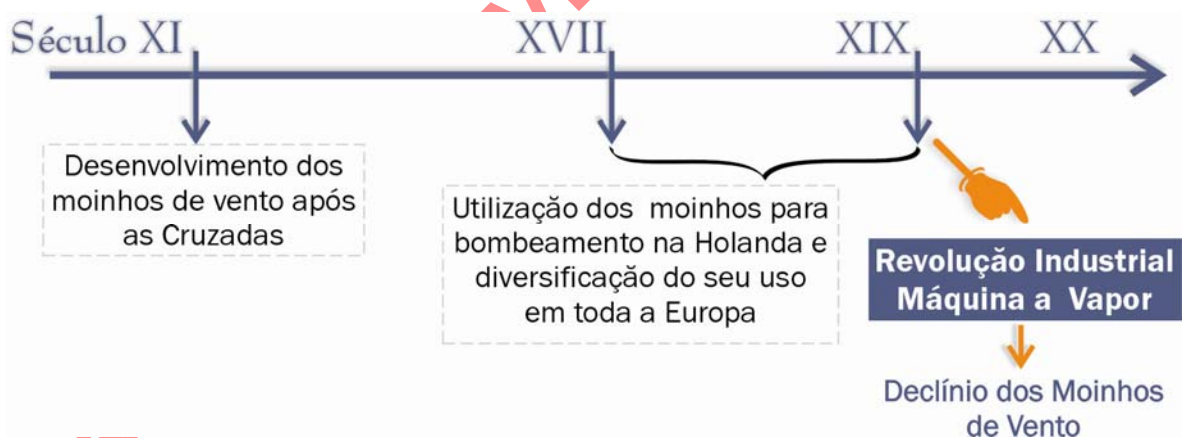 Século XI XVII XIX XX
Desenvolvimento dos
moinhos de vento após
as Cruzadas
Utilização dos moinhos para
bombeamento na Holanda e
diversificação do seu uso
em toda a Europa
Revolução Industrial
Máquina a Vapor
Declínio dos Moinhos
de Vento